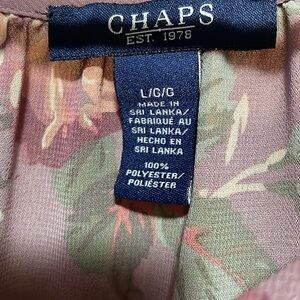 CHAPS
EST. 1978
L/G/G
MADE IN
SRI LANKA/
FABRIQUÉ AU
SRI LANKA/
HECHO EN
SRI LANKA
100%
POLYESTER/
POLIÉSTER